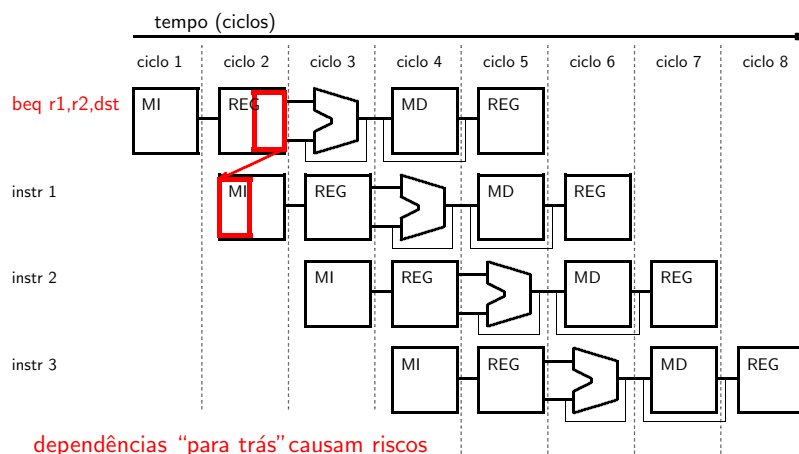 tempo (ciclos)
ciclo 1 ciclo 2 ciclo 3 ciclo 4 ciclo 5 ciclo 6 ciclo 7 ciclo 8
beq r1,r2,dst MI REG MD REG
instr 1 MI REG MD REG
instr 2 MI REG MD REG
instr 3 MI REG MD REG
dependências “para trás” causam riscos